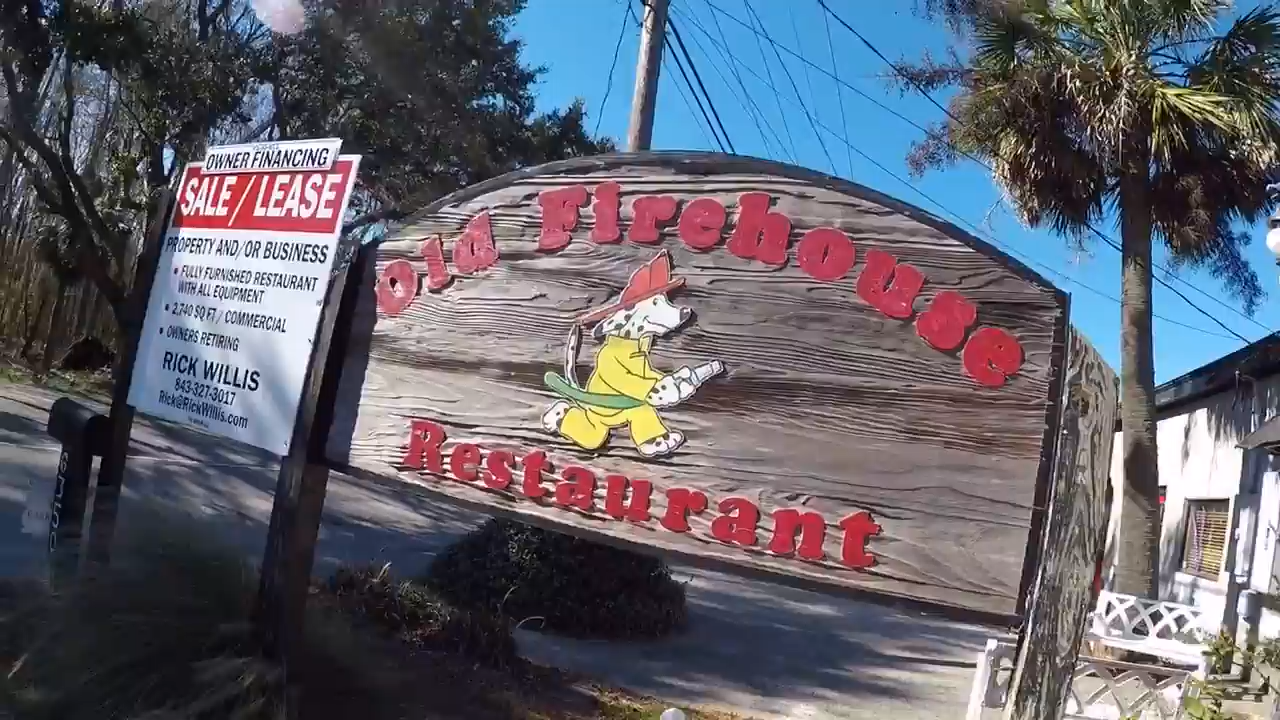 OWNER FINANCING
SALE / LEASE
PROPERTY AND/OR BUSINESS
• FULLY FURNISHED RESTAURANT
WITH ALL EQUIPMENT
• 2,740 SQ FT / COMMERCIAL
• OWNERS RETIRING
RICK WILLIS
843-327-3017
Rick@RickWillis.com
Old Firehouse
Restaurant